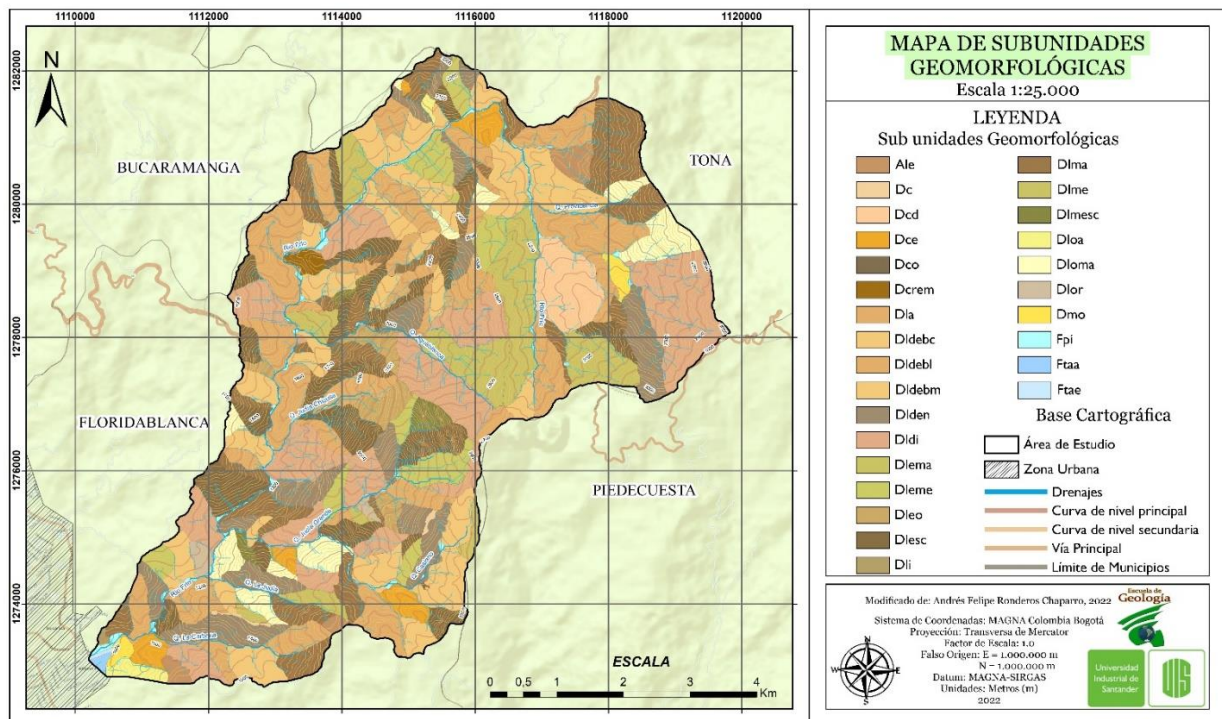 1110000 1112000 1114000 1116000 1118000 1120000
1282000
1280000
1278000
1276000
1274000
N
BUCARAMANGA
TONA
FLORIDABLANCA
PIEDECUESTA
Rio Frio
Q. La Judia
ESCALA
0 0,5 1 2 3 4
Km
MAPA DE SUBUNIDADES
GEOMORFOLÓGICAS
Escala 1:25.000
LEYENDA
Sub unidades Geomorfológicas
Ale
Dc
Dcd
Dce
Dco
Dcrem
Dla
Dldebc
Dldebl
Dldebm
Dlden
Dldi
Dlema
Dleme
Dleo
Dlesc
Dli
Dlma
Dlme
Dlmesc
Dloa
Dloma
Dlor
Dmo
Fpi
Ftaa
Ftae
Base Cartográfica
Área de Estudio
Zona Urbana
Drenajes
Curva de nivel principal
Curva de nivel secundaria
Vía Principal
Límite de Municipios
Modificado de: Andrés Felipe Ronderos Chaparro, 2022
Sistema de Coordenadas: MAGNA Colombia Bogotá
Proyección: Transversa de Mercator
Factor de Escala: 1.0
Falso Origen: E = 1.000.000 m
N = 1.000.000 m
Datum: MAGNA-SIRGAS
Unidades: Metros (m)
2022
N
W E
S
Escuela de
Geología
Universidad
Industrial de
Santander
UIS